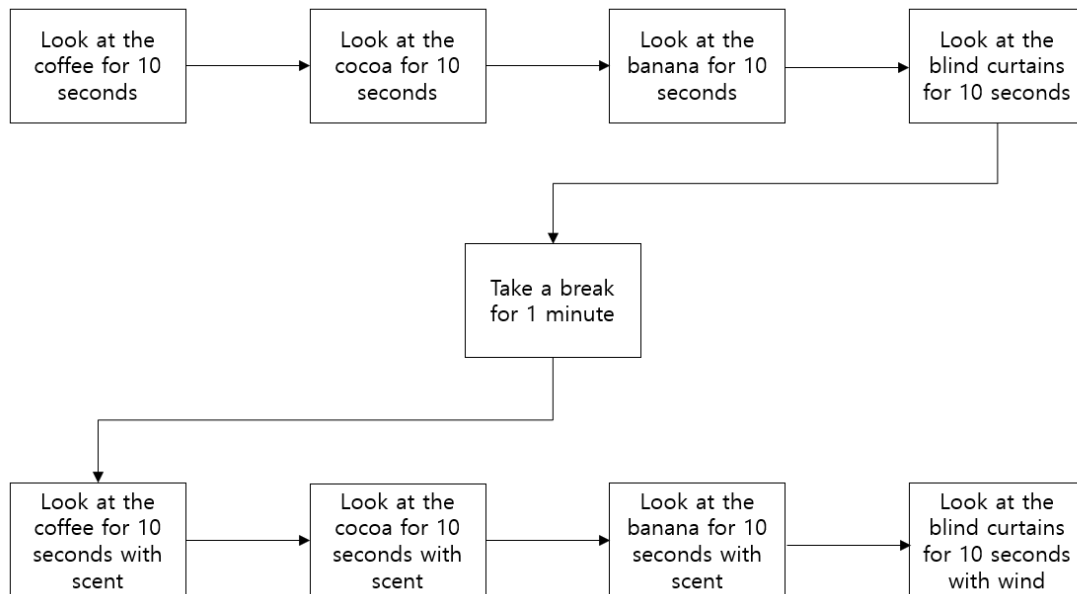 Look at the
coffee for 10
seconds
Look at the
cocoa for 10
seconds
Look at the
banana for 10
seconds
Look at the
blind curtains
for 10 seconds
Take a break
for 1 minute
Look at the
coffee for 10
seconds with
scent
Look at the
cocoa for 10
seconds with
scent
Look at the
banana for 10
seconds with
scent
Look at the
blind curtains
for 10 seconds
with wind